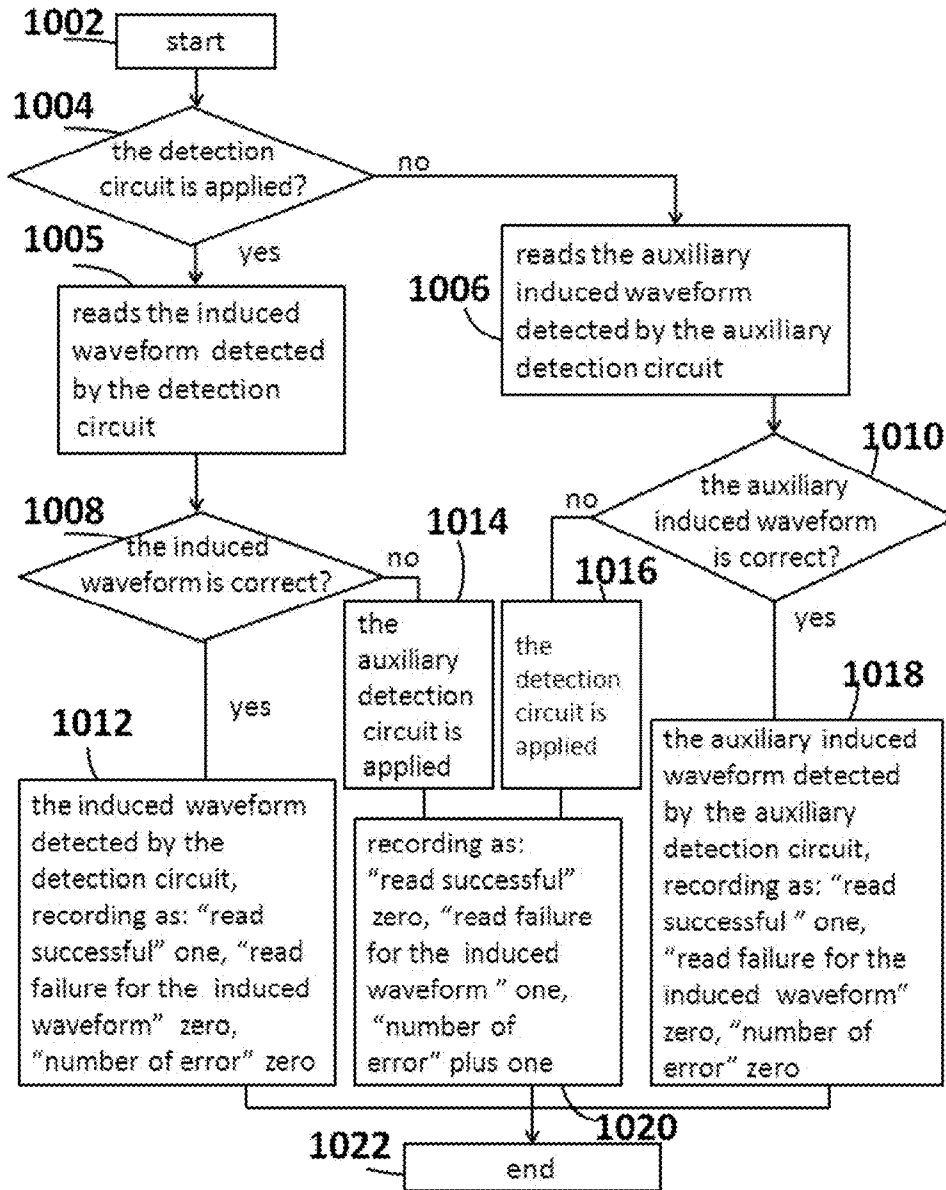 1002
start
1004
the detection
circuit is applied?
no
yes
1005
reads the induced
waveform detected
by the detection
circuit
1006
reads the auxiliary
induced waveform
detected by the auxiliary
detection circuit
1008
the induced
waveform is correct?
no
yes
1010
the auxiliary
induced waveform
is correct?
no
yes
1014
the
auxiliary
detection
circuit is
applied
1016
the
detection
circuit is
applied
1012
the induced waveform
detected by the
detection circuit,
recording as: “read
successful” one, “read
failure for the induced
waveform” zero,
“number of error” zero
recording as:
“read successful”
zero, “read failure
for the induced
waveform ” one,
“number of
error” plus one
1020
1018
the auxiliary induced
waveform detected
by the auxiliary
detection circuit,
recording as: “read
successful ” one,
“read failure for the
induced waveform”
zero, “number of
error” zero
1022
end